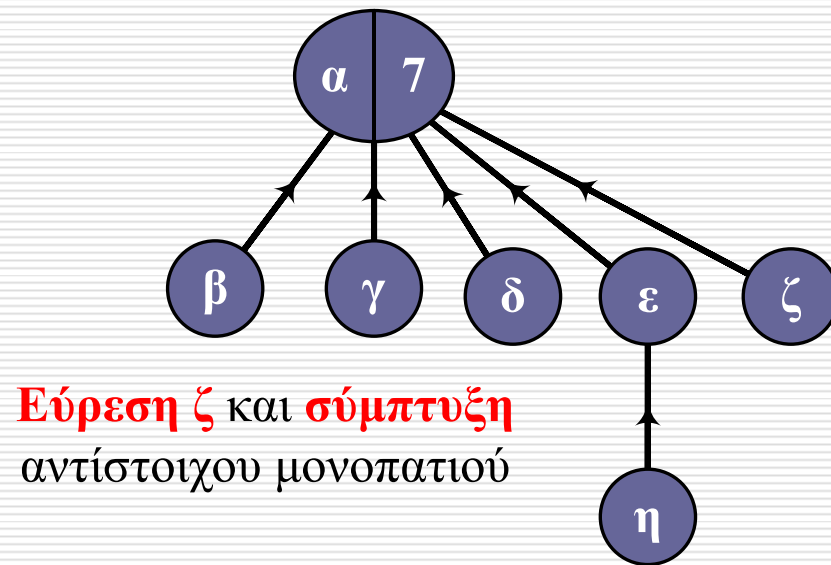 α 7
β γ δ ε ζ
Εύρεση ζ και σύμπτυξη
αντίστοιχου μονοπατιού
η